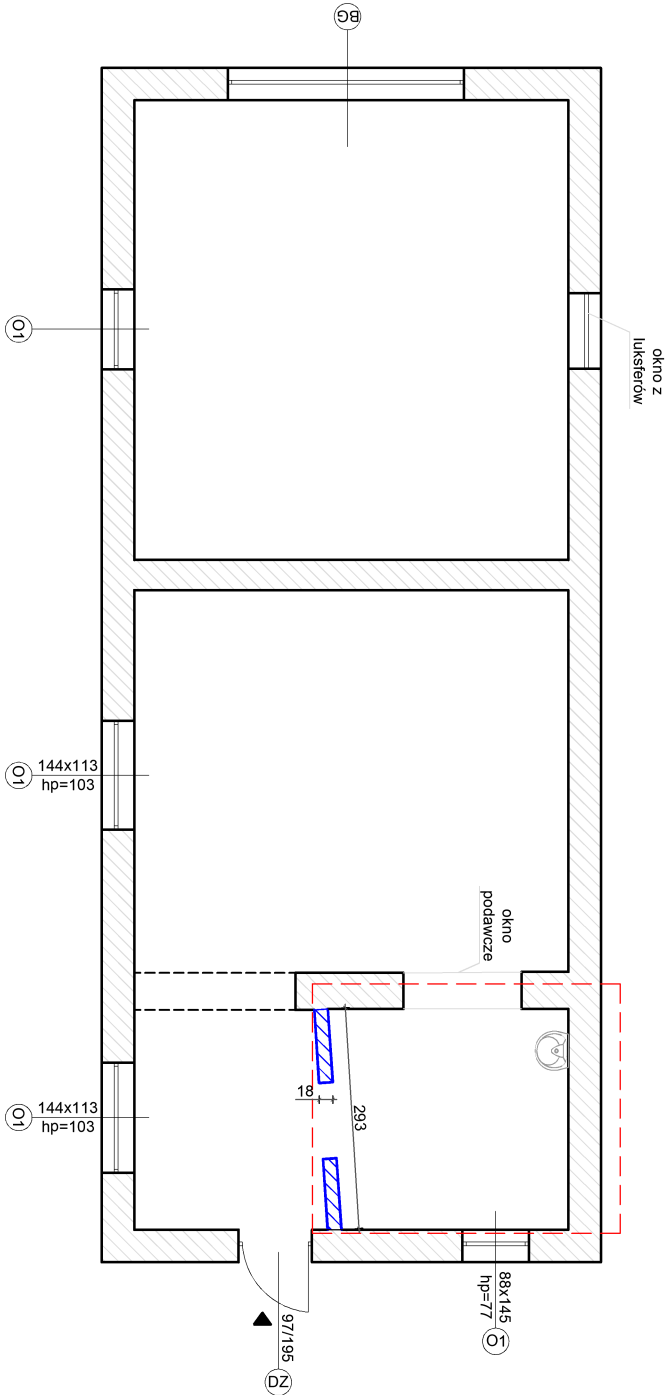 BG
O1
okno z
luksferów
O1
144x113
hp=103
okno
podawcze
O1
144x113
hp=103
18
293
88x145
hp=77
O1
97/195
DZ